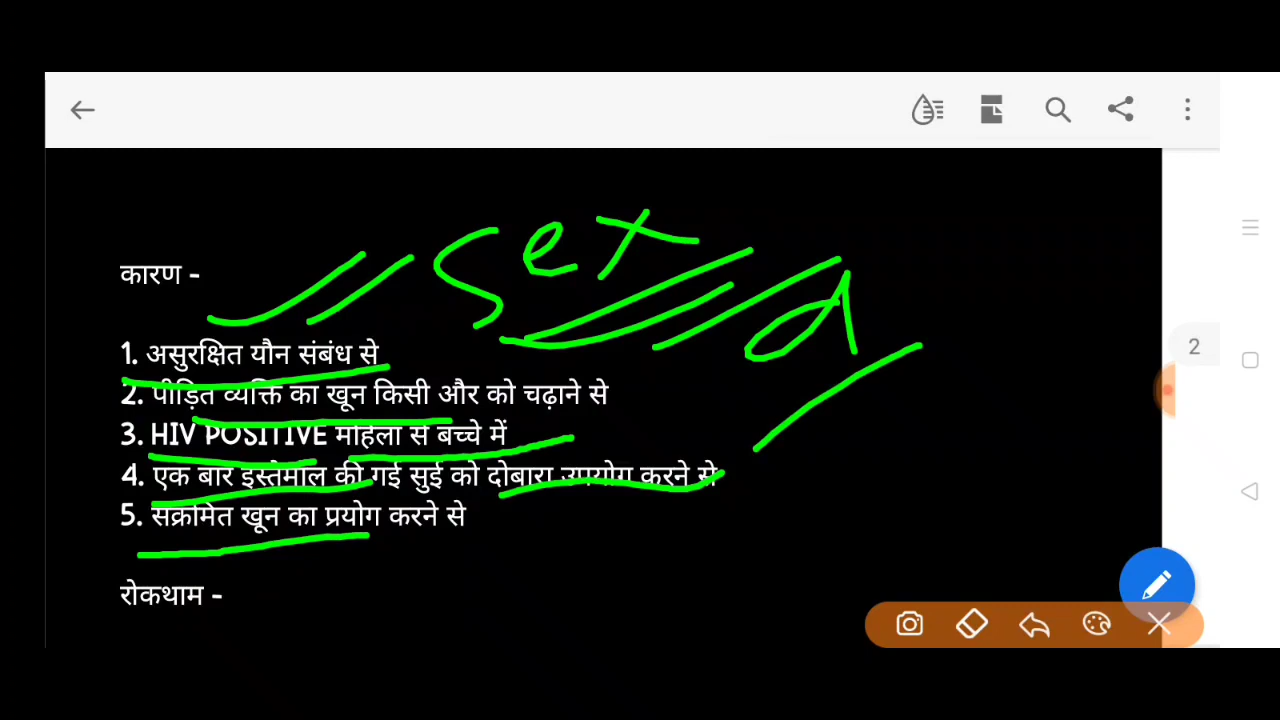 कारण -
sex
1. असुरक्षित यौन संबंध से
2
2. पीड़ित व्यक्ति का खून किसी और को चढ़ाने से
3. HIV POSITIVE महिला से बच्चे में
4. एक बार इस्तेमाल की गई सुई को दोबारा उपयोग करने से
5. सक्रमित खून का प्रयोग करने से
रोकथाम -